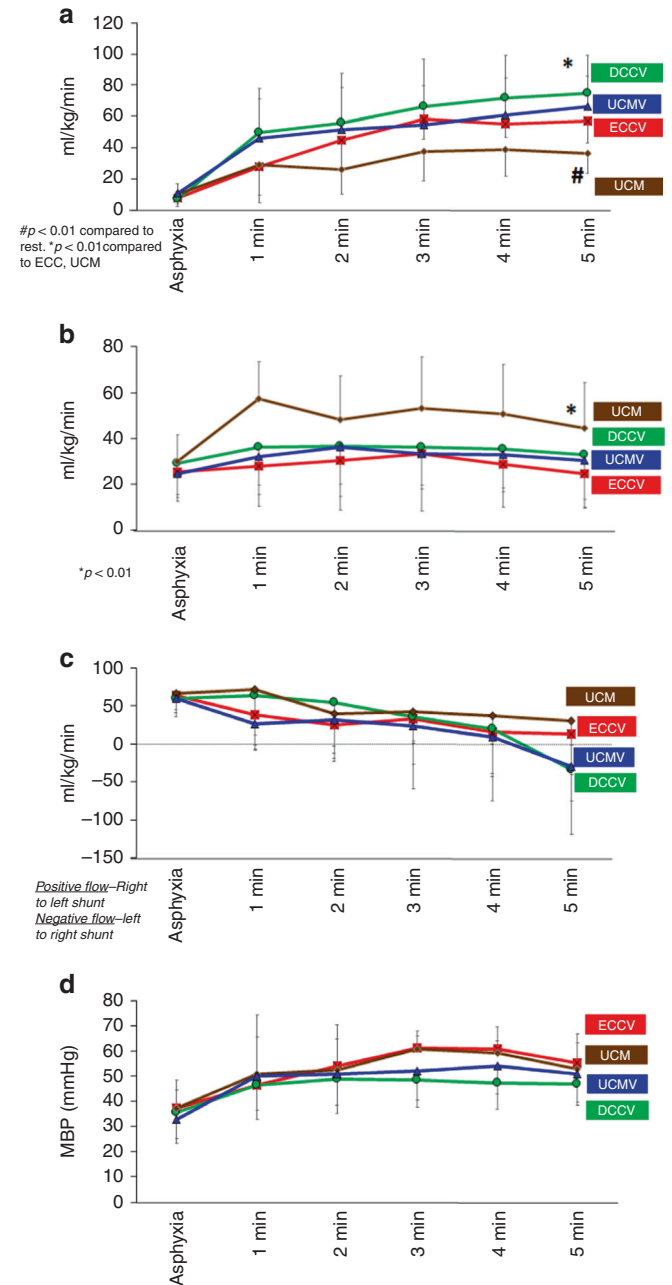 a
120
100
80
60
40
20
0
ml/kg/min
*
#
DCCV
UCMV
ECCV
UCM
#p < 0.01 compared to
rest. *p < 0.01compared
to ECC, UCM
Asphyxia
1 min
2 min
3 min
4 min
5 min
b
80
60
40
20
0
ml/kg/min
*
UCM
DCCV
UCMV
ECCV
*p < 0.01
Asphyxia
1 min
2 min
3 min
4 min
5 min
c
100
50
0
−50
−100
−150
ml/kg/min
UCM
ECCV
UCMV
DCCV
Positive flow–Right
to left shunt
Negative flow–left
to right shunt
Asphyxia
1 min
2 min
3 min
4 min
5 min
d
80
70
60
50
40
30
20
10
0
MBP (mmHg)
ECCV
UCM
UCMV
DCCV
Asphyxia
1 min
2 min
3 min
4 min
5 min